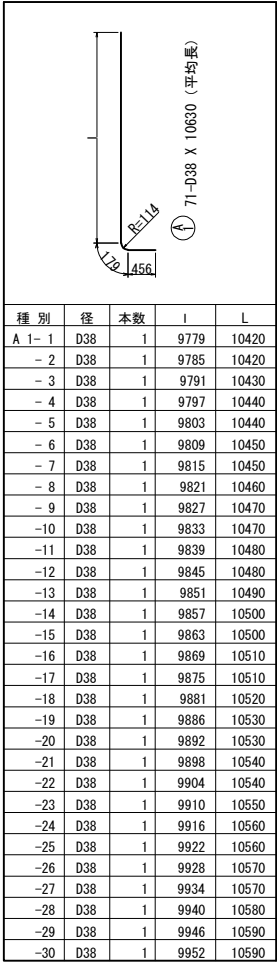 l
R=114
179
456
A1 71-D38 X 10630 (平均長)
種 別 径 本数 l L
A 1- 1 D38 1 9779 10420
- 2 D38 1 9785 10420
- 3 D38 1 9791 10430
- 4 D38 1 9797 10440
- 5 D38 1 9803 10440
- 6 D38 1 9809 10450
- 7 D38 1 9815 10450
- 8 D38 1 9821 10460
- 9 D38 1 9827 10470
-10 D38 1 9833 10470
-11 D38 1 9839 10480
-12 D38 1 9845 10480
-13 D38 1 9851 10490
-14 D38 1 9857 10500
-15 D38 1 9863 10500
-16 D38 1 9869 10510
-17 D38 1 9875 10510
-18 D38 1 9881 10520
-19 D38 1 9886 10530
-20 D38 1 9892 10530
-21 D38 1 9898 10540
-22 D38 1 9904 10540
-23 D38 1 9910 10550
-24 D38 1 9916 10560
-25 D38 1 9922 10560
-26 D38 1 9928 10570
-27 D38 1 9934 10570
-28 D38 1 9940 10580
-29 D38 1 9946 10590
-30 D38 1 9952 10590